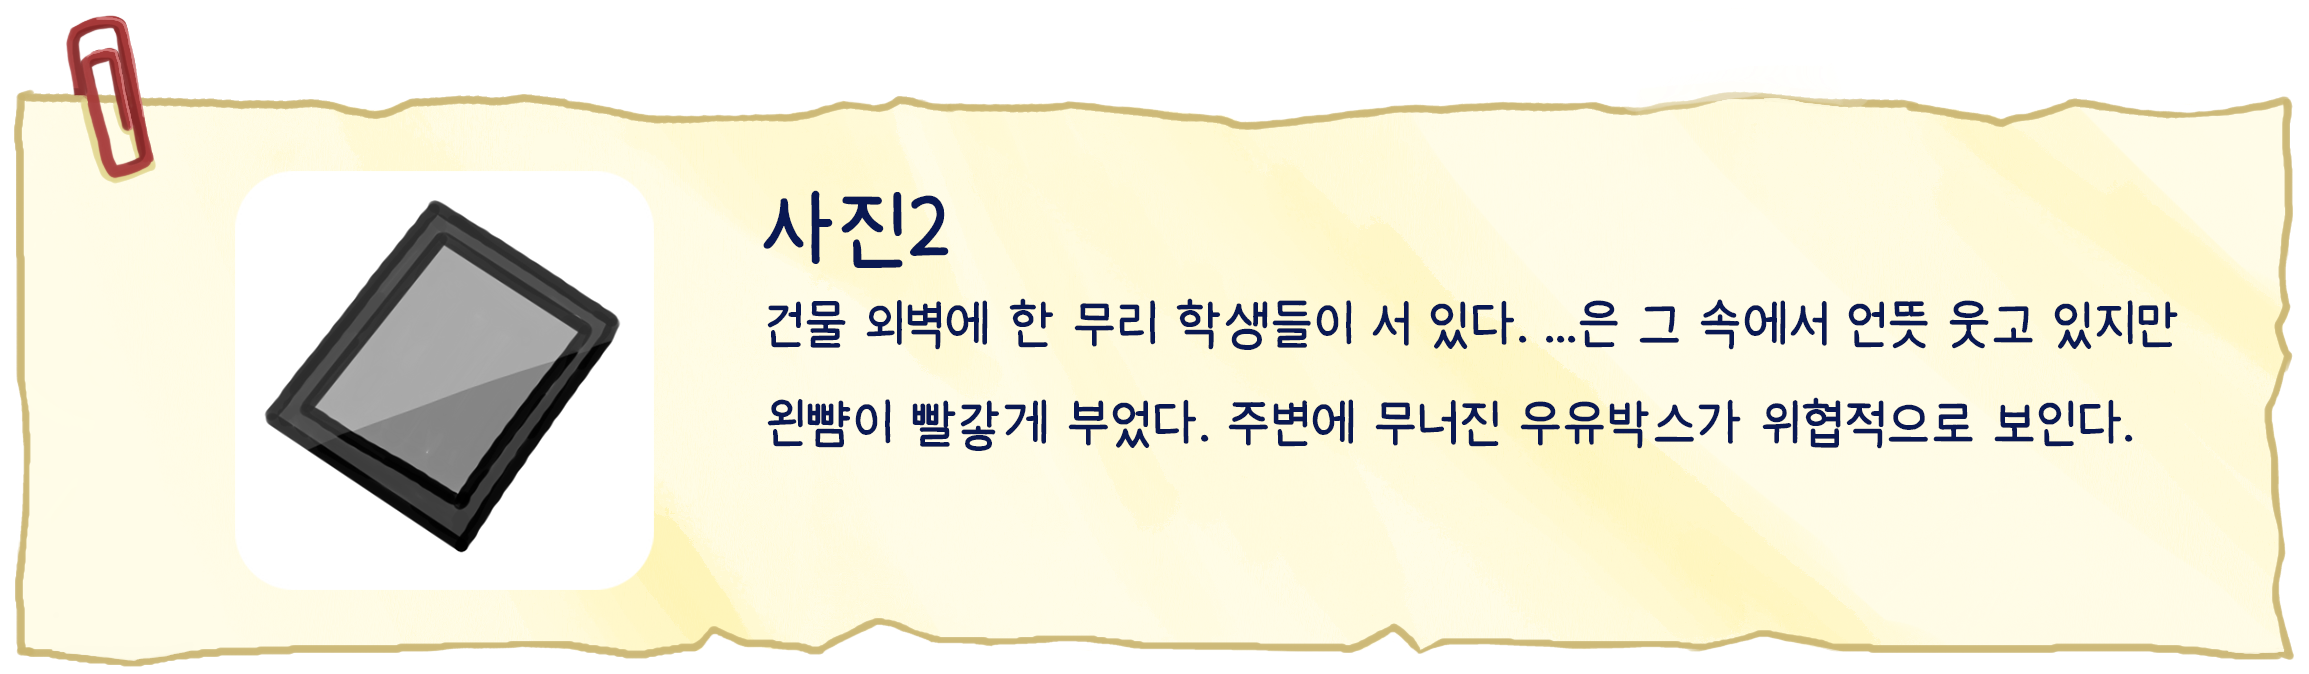 사진2
건물 외벽에 한 무리 학생들이 서 있다. ...은 그 속에서 언뜻 웃고 있지만
왼뺨이 빨갛게 부었다. 주변에 무너진 우유박스가 위협적으로 보인다.